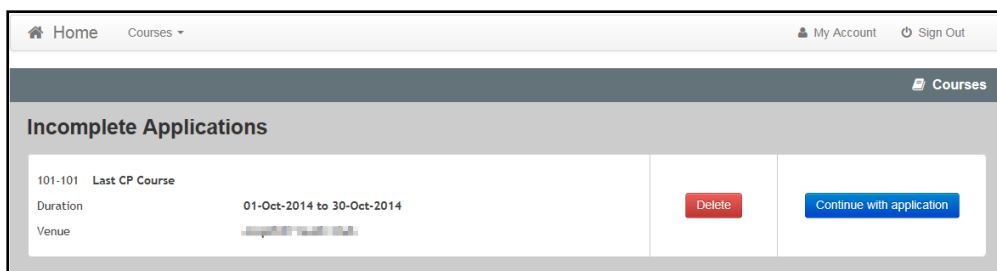 Home Courses My Account Sign Out
Courses
Incomplete Applications
101-101 Last CP Course
Duration 01-Oct-2014 to 30-Oct-2014 Delete Continue with application
Venue